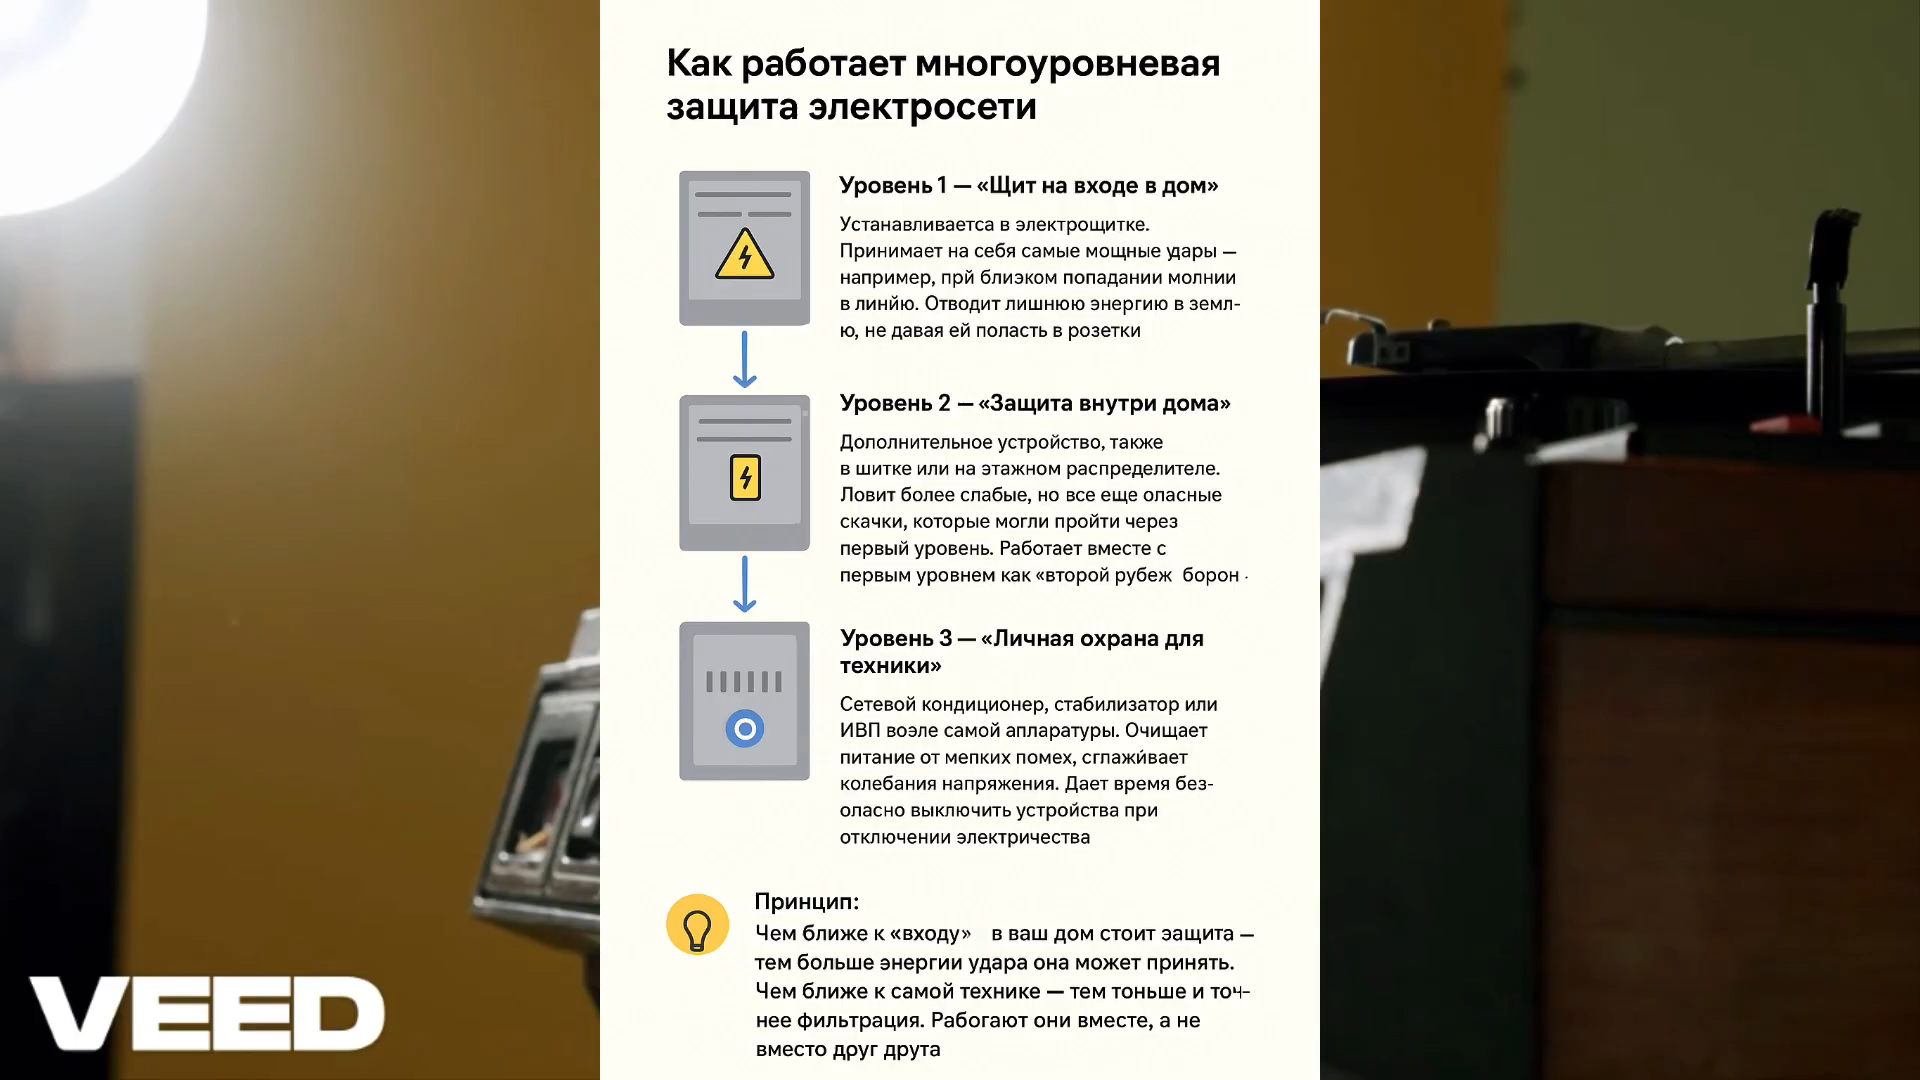 Как работает многоуровневая
защита электросети
Уровень 1 — «Щит на входе в дом»
Устанавливаетса в электрощитке.
Принимает на себя самые мощные удары —
например, прй близком попадании молнии
в линйю. Отводит лишнюю энергию в земл-
ю, не давая ей поласть в розетки
Уровень 2 — «Защита внутри дома»
Дополнительное устройство, также
в шитке или на этажном распределителе.
Ловит более слабые, но все еще опасные
скачки, которые могли пройти через
первый уровень. Работает вместе с
первым уровнем как «второй рубеж борон ·
Уровень 3 — «Личная охрана для
техники»
Сетевой кондиционер, стабилизатор или
ИВП возле самой апларатуры. Очищает
питание от мепких помех, сглажи́вает
колебания напряжения. Дает время без-
опасно выключить устройства при
отключении электричества
Принцип:
Чем ближе к «входу» в ваш дом стоит защита —
тем больше энергии удара она может принять.
Чем ближе к самой технике — тем тоньше и точ-
нее фильтрация. Рабогают они вместе, а не
вместо друг друта
VEED